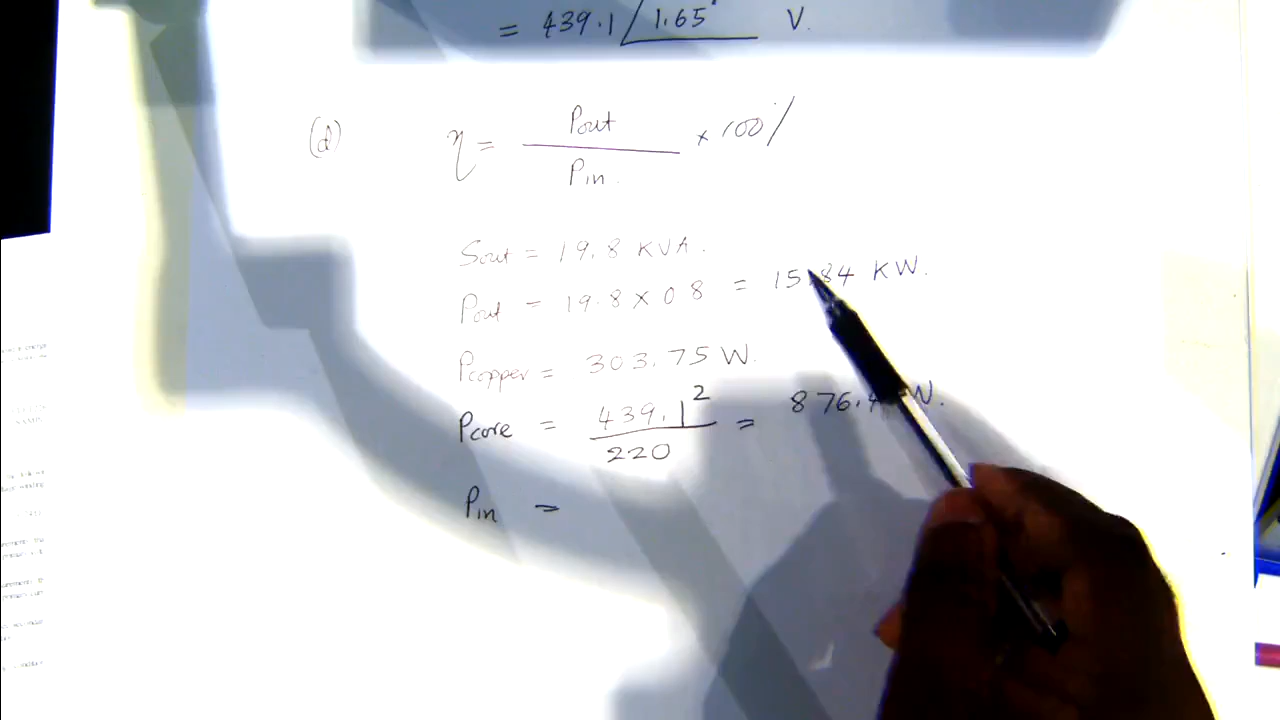 = 439.1 /1.65° V.
(d) η = Pout / Pin. × 100%
Sout = 19.8 KVA.
Pout = 19.8 × 0 8 = 15.84 KW.
Pcopper = 303.75 W.
Pcore = 439.1² / 220 = 876.4 W.
Pin =